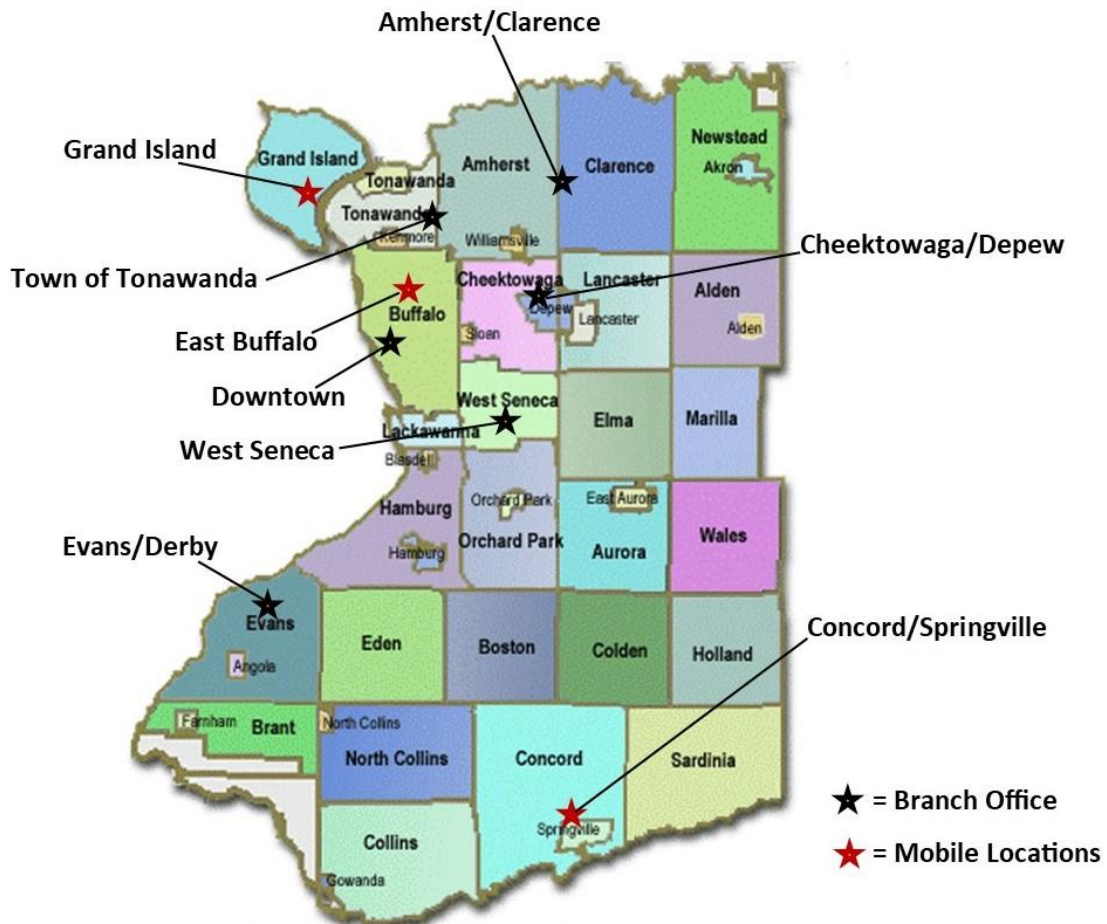 Amherst/Clarence
Grand Island
Grand Island
Newstead
Akron
Amherst
Clarence
Tonawanda
Tonawanda
Kenmore
Williamsville
Town of Tonawanda
Cheektowaga/Depew
Cheektowaga
Lancaster
Alden
Depew
Lancaster
Alden
Buffalo
Sloan
East Buffalo
Downtown
West Seneca
West Seneca
Lackawanna
Elma
Marilla
Blasdell
Hamburg
Orchard Park
East Aurora
Orchard Park
Aurora
Wales
Hamburg
Evans/Derby
Evans
Angola
Eden
Boston
Colden
Holland
Concord/Springville
Farnham
Brant
North Collins
North Collins
Concord
Sardinia
Springville
Collins
Gowanda
= Branch Office
= Mobile Locations